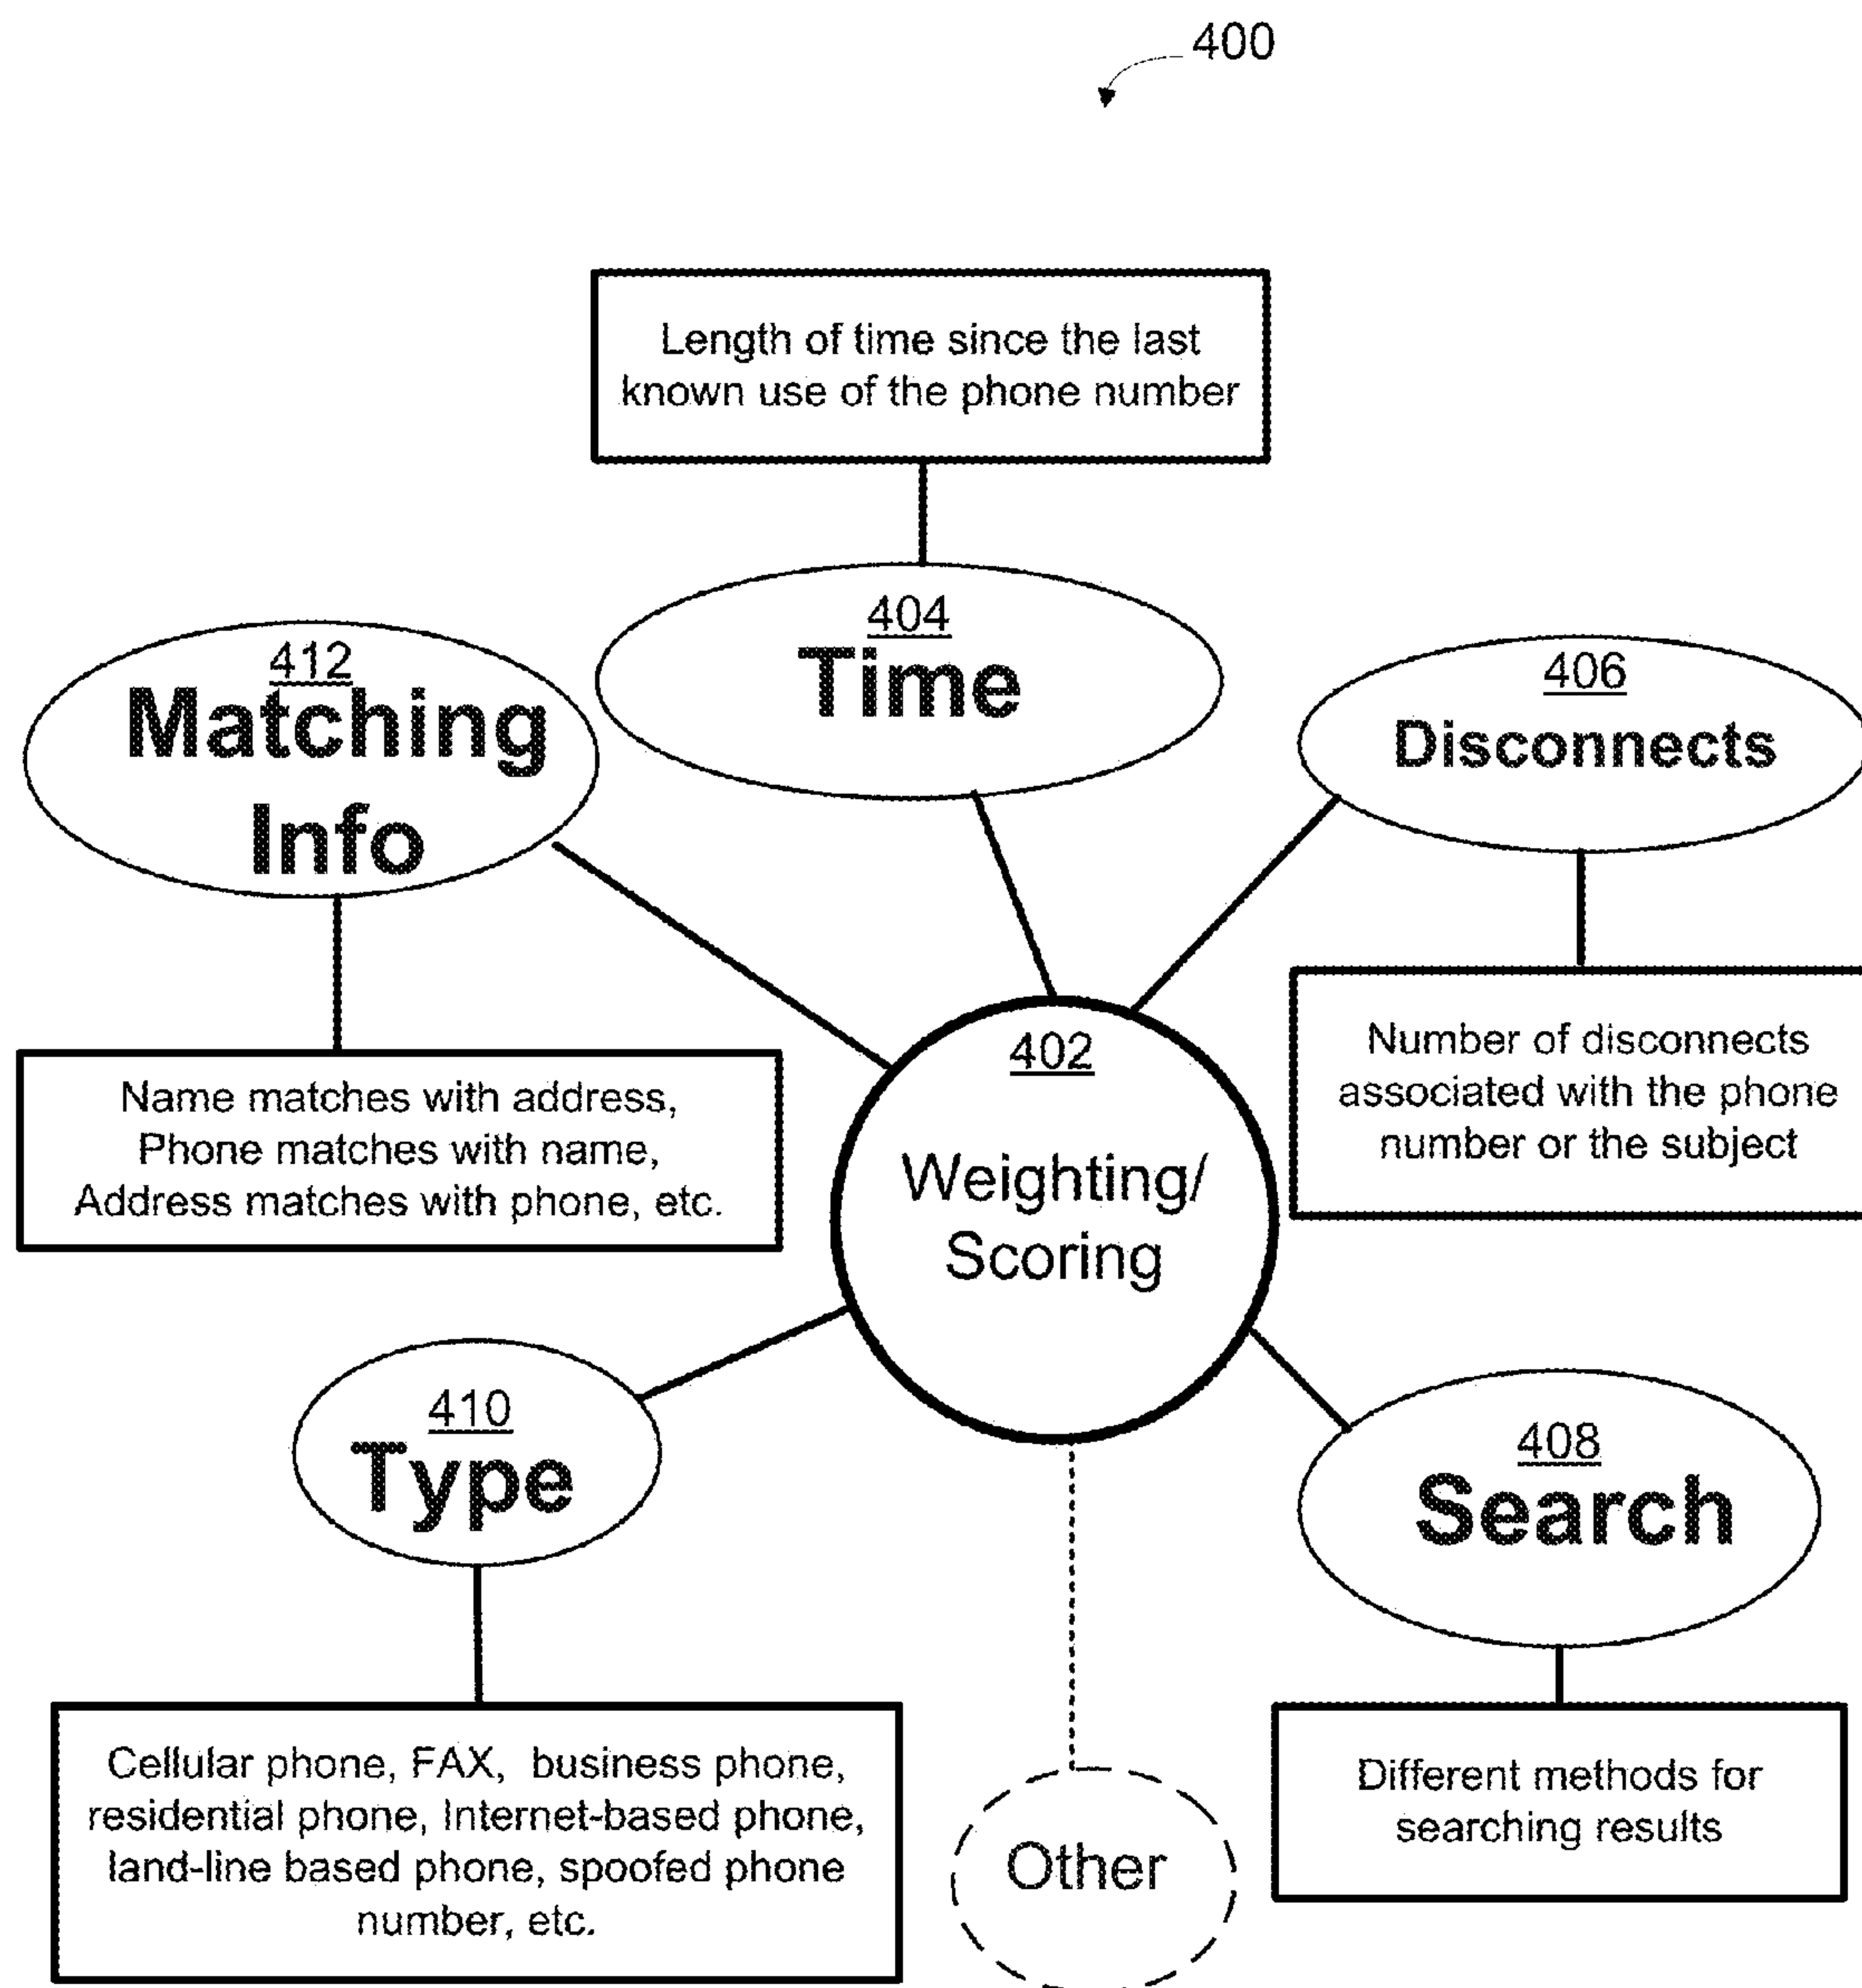 400
Length of time since the last
known use of the phone number
404
Time
412
Matching
Info
406
Disconnects
Name matches with address,
Phone matches with name,
Address matches with phone, etc.
402
Weighting/
Scoring
Number of disconnects
associated with the phone
number or the subject
410
Type
408
Search
Cellular phone, FAX,  business phone,
residential phone, Internet-based phone,
land-line based phone, spoofed phone
number, etc.
Other
Different methods for
searching results